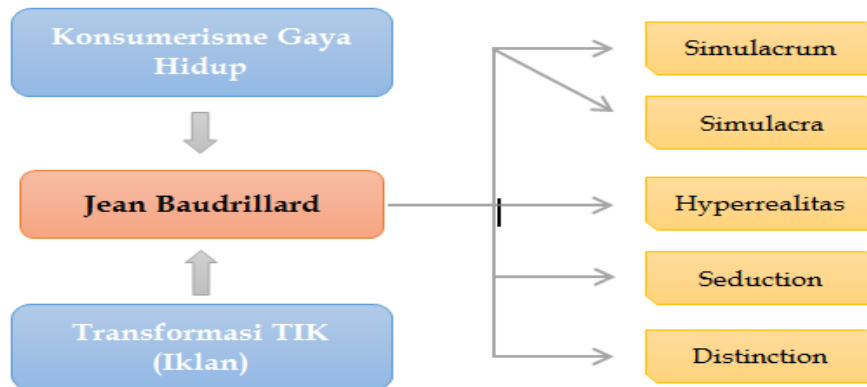 Konsumerisme Gaya
Hidup
Jean Baudrillard
Transformasi TIK
(Iklan)
Simulacrum
Simulacra
Hyperrealitas
Seduction
Distinction